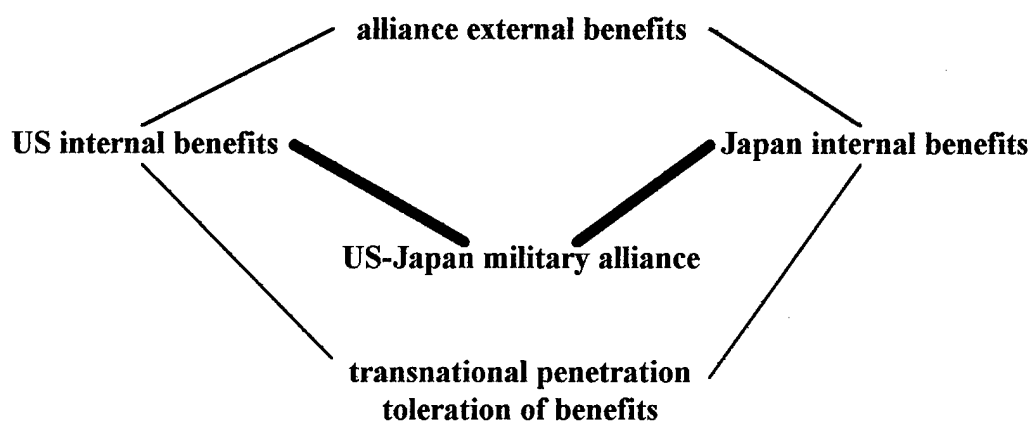 alliance external benefits
US internal benefits
Japan internal benefits
US-Japan military alliance
transnational penetration
toleration of benefits